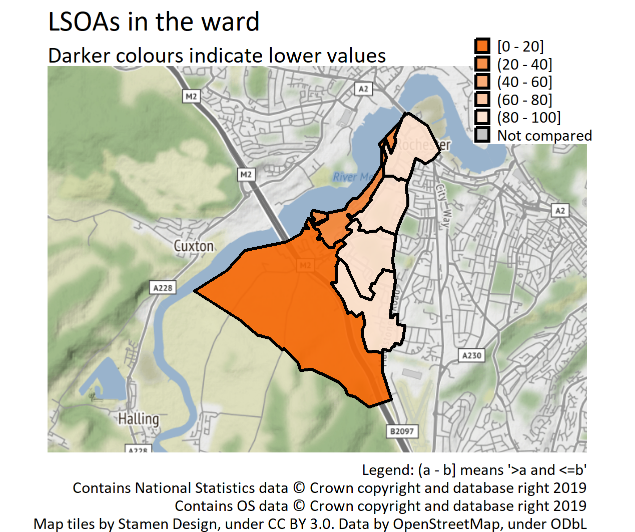 LSOAs in the ward
Darker colours indicate lower values
[0 - 20]
(20 - 40]
(40 - 60]
(60 - 80]
(80 - 100]
Not compared
M2
A2
M2
River Me
City Way
A2
Cuxton
M2
A228
A230
Halling
A228
B2097
Legend: (a - b] means '>a and <=b'
Contains National Statistics data © Crown copyright and database right 2019
Contains OS data © Crown copyright and database right 2019
Map tiles by Stamen Design, under CC BY 3.0. Data by OpenStreetMap, under ODbL